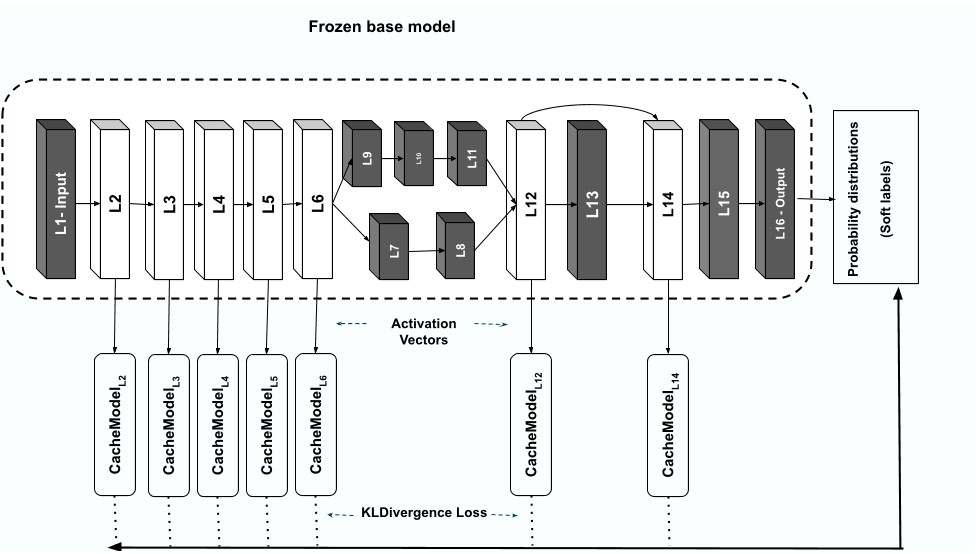 Frozen base model
L1- Input
L2
L3
L4
L5
L6
L9
L10
L11
L7
L8
L12
L13
L14
L15
L16 - Output
Probability distributions
(Soft labels)
Activation
Vectors
CacheModelL2
CacheModelL3
CacheModelL4
CacheModelL5
CacheModelL6
CacheModelL12
CacheModelL14
KLDivergence Loss